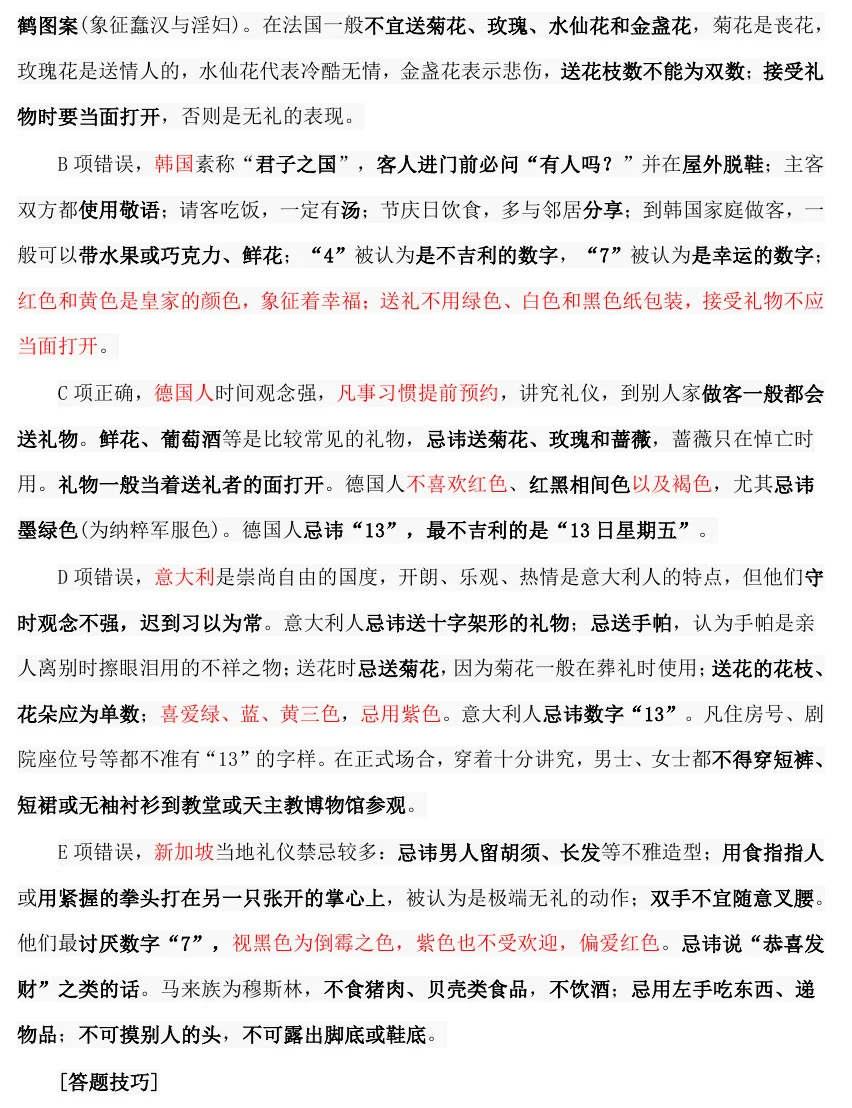 鹤图案(象征蠢汉与淫妇)。在法国一般不宜送菊花、玫瑰、水仙花和金盏花，菊花是丧花，
玫瑰花是送情人的，水仙花代表冷酷无情，金盏花表示悲伤，送花枝数不能为双数；接受礼
物时要当面打开，否则是无礼的表现。
B 项错误，韩国素称“君子之国”，客人进门前必问“有人吗？”并在屋外脱鞋；主客
双方都使用敬语；请客吃饭，一定有汤；节庆日饮食，多与邻居分享；到韩国家庭做客，一
般可以带水果或巧克力、鲜花；“4”被认为是不吉利的数字，“7”被认为是幸运的数字；
红色和黄色是皇家的颜色，象征着幸福；送礼不用绿色、白色和黑色纸包装，接受礼物不应
当面打开。
C 项正确，德国人时间观念强，凡事习惯提前预约，讲究礼仪，到别人家做客一般都会
送礼物。鲜花、葡萄酒等是比较常见的礼物，忌讳送菊花、玫瑰和蔷薇，蔷薇只在悼亡时
用。礼物一般当着送礼者的面打开。德国人不喜欢红色、红黑相间色以及褐色，尤其忌讳
墨绿色(为纳粹军服色)。德国人忌讳“13”，最不吉利的是“13 日星期五”。
D 项错误，意大利是崇尚自由的国度，开朗、乐观、热情是意大利人的特点，但他们守
时观念不强，迟到习以为常。意大利人忌讳送十字架形的礼物；忌送手帕，认为手帕是亲
人离别时擦眼泪用的不祥之物；送花时忌送菊花，因为菊花一般在葬礼时使用；送花的花枝、
花朵应为单数；喜爱绿、蓝、黄三色，忌用紫色。意大利人忌讳数字“13”。凡住房号、剧
院座位号等都不准有“13”的字样。在正式场合，穿着十分讲究，男士、女士都不得穿短裤、
短裙或无袖衬衫到教堂或天主教博物馆参观。
E 项错误，新加坡当地礼仪禁忌较多：忌讳男人留胡须、长发等不雅造型；用食指指人
或用紧握的拳头打在另一只张开的掌心上，被认为是极端无礼的动作；双手不宜随意叉腰。
他们最讨厌数字“7”，视黑色为倒霉之色，紫色也不受欢迎，偏爱红色。忌讳说“恭喜发
财”之类的话。马来族为穆斯林，不食猪肉、贝壳类食品，不饮酒；忌用左手吃东西、递
物品；不可摸别人的头，不可露出脚底或鞋底。
[答题技巧]